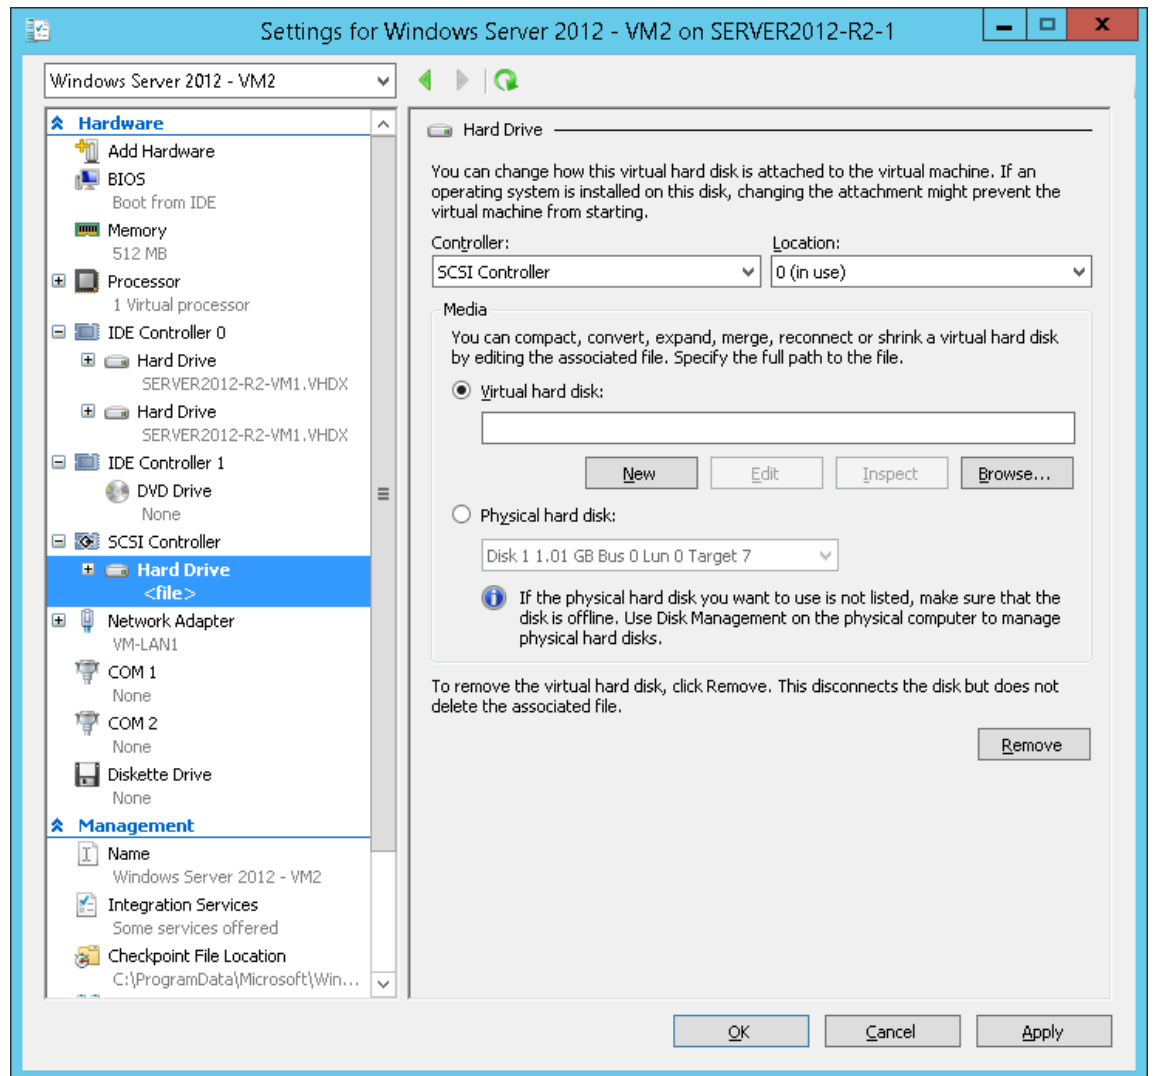 Settings for Windows Server 2012 - VM2 on SERVER2012-R2-1
Windows Server 2012 - VM2
Hardware
Add Hardware
BIOS
Boot from IDE
Memory
512 MB
Processor
1 Virtual processor
IDE Controller 0
Hard Drive
SERVER2012-R2-VM1.VHDX
Hard Drive
SERVER2012-R2-VM1.VHDX
IDE Controller 1
DVD Drive
None
SCSI Controller
Hard Drive
<file>
Network Adapter
VM-LAN1
COM 1
None
COM 2
None
Diskette Drive
None
Management
Name
Windows Server 2012 - VM2
Integration Services
Some services offered
Checkpoint File Location
C:\ProgramData\Microsoft\Win...
Hard Drive
You can change how this virtual hard disk is attached to the virtual machine. If an
operating system is installed on this disk, changing the attachment might prevent the
virtual machine from starting.
Controller: Location:
SCSI Controller 0 (in use)
Media
You can compact, convert, expand, merge, reconnect or shrink a virtual hard disk
by editing the associated file. Specify the full path to the file.
Virtual hard disk:
New Edit Inspect Browse...
Physical hard disk:
Disk 1 1.01 GB Bus 0 Lun 0 Target 7
If the physical hard disk you want to use is not listed, make sure that the
disk is offline. Use Disk Management on the physical computer to manage
physical hard disks.
To remove the virtual hard disk, click Remove. This disconnects the disk but does not
delete the associated file.
Remove
OK Cancel Apply